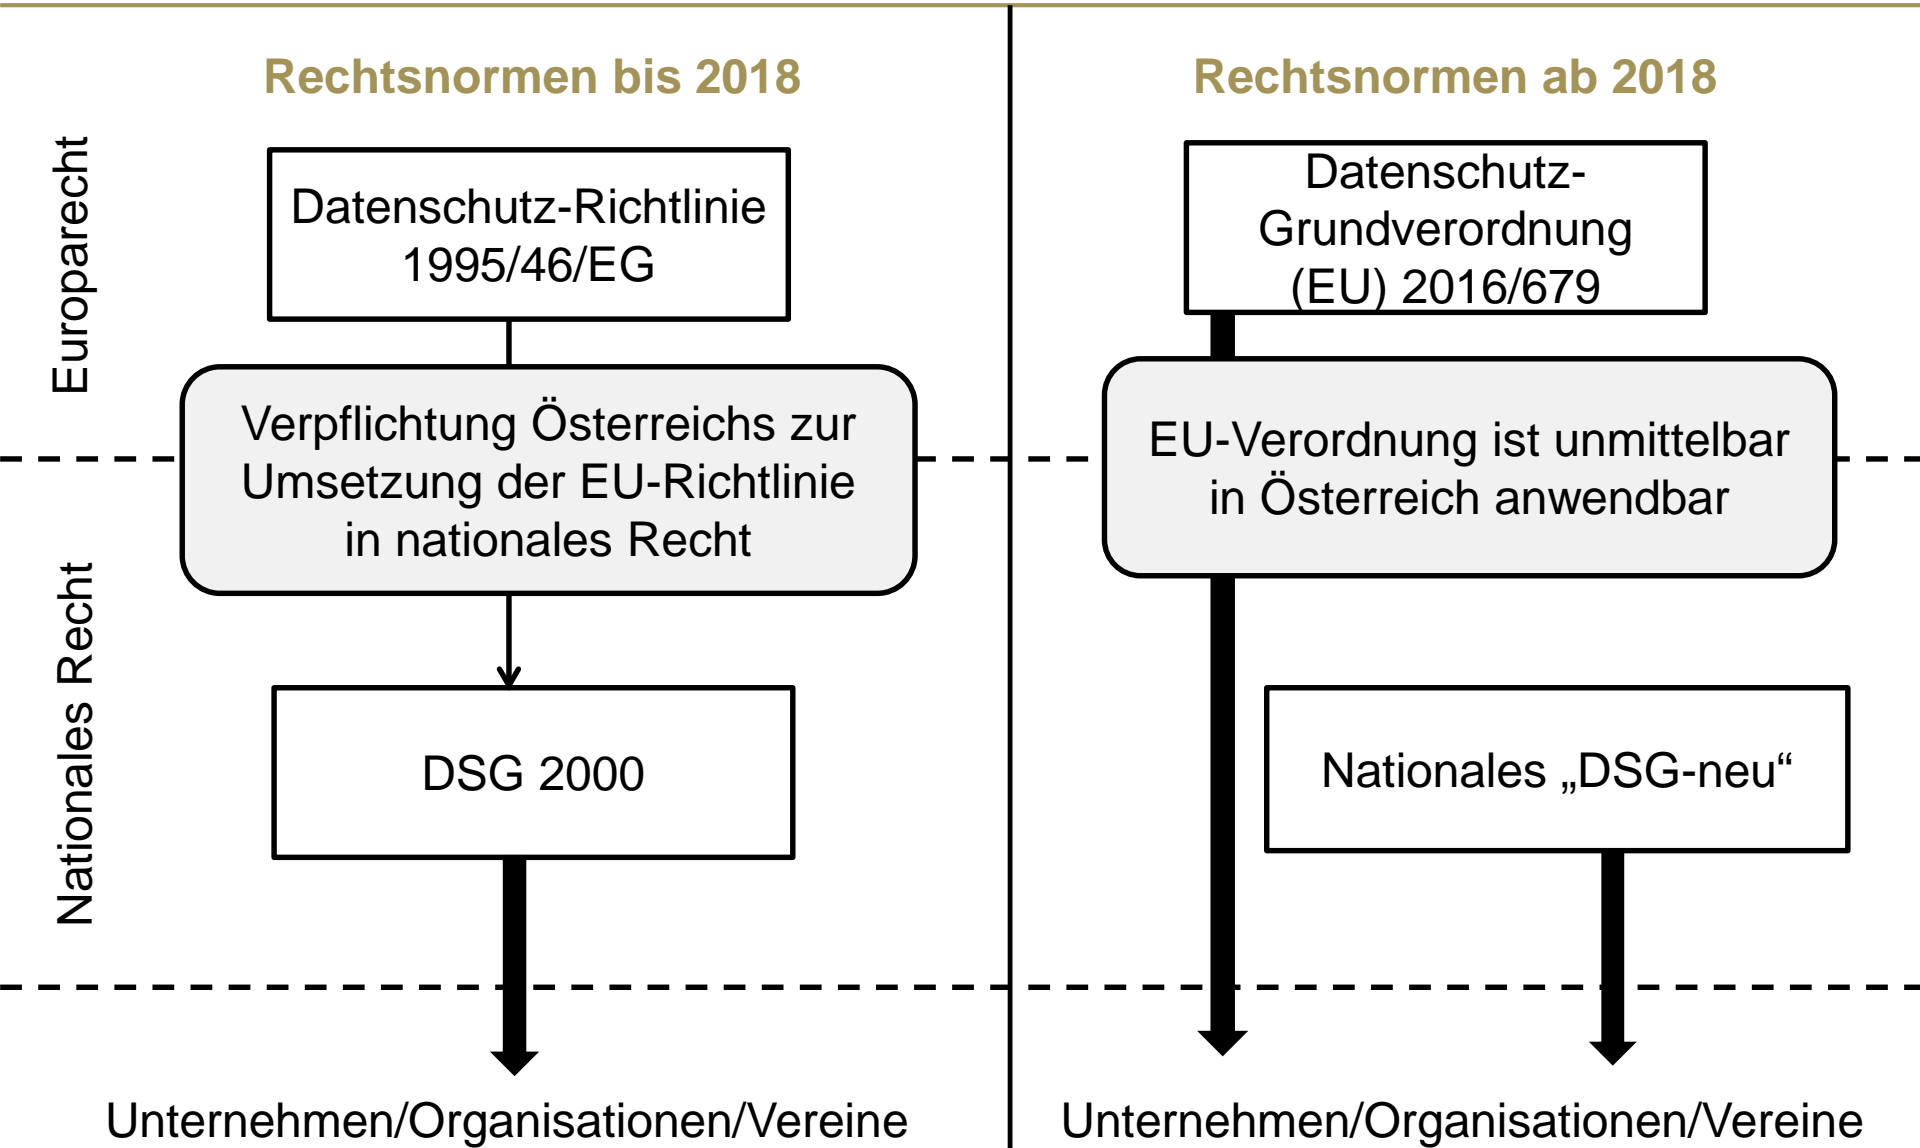 Rechtsnormen bis 2018
Europarecht
Datenschutz-Richtlinie
1995/46/EG
Verpflichtung Österreichs zur
Umsetzung der EU-Richtlinie
in nationales Recht
Nationales Recht
DSG 2000
Unternehmen/Organisationen/Vereine
Rechtsnormen ab 2018
Datenschutz-
Grundverordnung
(EU) 2016/679
EU-Verordnung ist unmittelbar
in Österreich anwendbar
Nationales „DSG-neu“
Unternehmen/Organisationen/Vereine